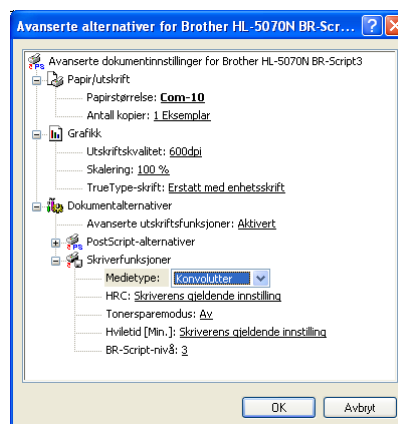 Avanserte alternativer for Brother HL-5070N BR-Scr...
Avanserte dokumentinnstillinger for Brother HL-5070N BR-Script3
Papir/utskrift
Papirstørrelse: Com-10
Antall kopier: 1 Eksemplar
Grafikk
Utskriftskvalitet: 600dpi
Skalering: 100 %
TrueType-skrift: Erstatt med enhetsskrift
Dokumentalternativer
Avanserte utskriftsfunksjoner: Aktivert
PostScript-alternativer
Skriverfunksjoner
Medietype: Konvolutter
HRC: Skriverens gjeldende innstilling
Tonersparemodus: Av
Hviletid [Min.]: Skriverens gjeldende innstilling
BR-Script-nivå: 3
OK Avbryt